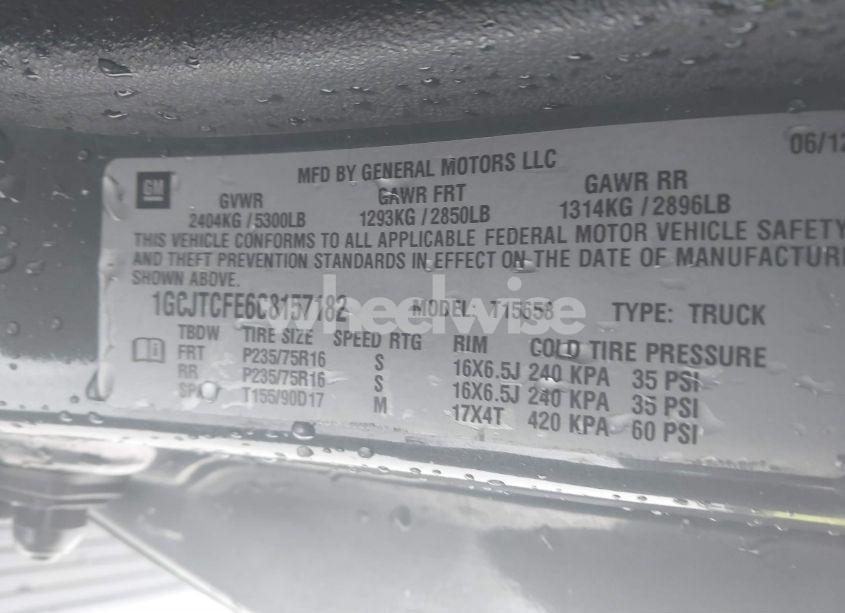 06/12
MFD BY GENERAL MOTORS LLC
GM
GVWR GAWR FRT GAWR RR
2404KG / 5300LB 1293KG / 2850LB 1314KG / 2896LB
THIS VEHICLE CONFORMS TO ALL APPLICABLE FEDERAL MOTOR VEHICLE SAFETY
AND THEFT PREVENTION STANDARDS IN EFFECT ON THE DATE OF MANUFACTURE
SHOWN ABOVE.
1GCJTCFE6C8157182 MODEL: T15658 TYPE: TRUCK
wheelwise
TBDW TIRE SIZE SPEED RTG RIM COLD TIRE PRESSURE
FRT P235/75R16 S 16X6.5J 240 KPA 35 PSI
RR P235/75R16 S 16X6.5J 240 KPA 35 PSI
T155/90D17 M 17X4T 420 KPA 60 PSI